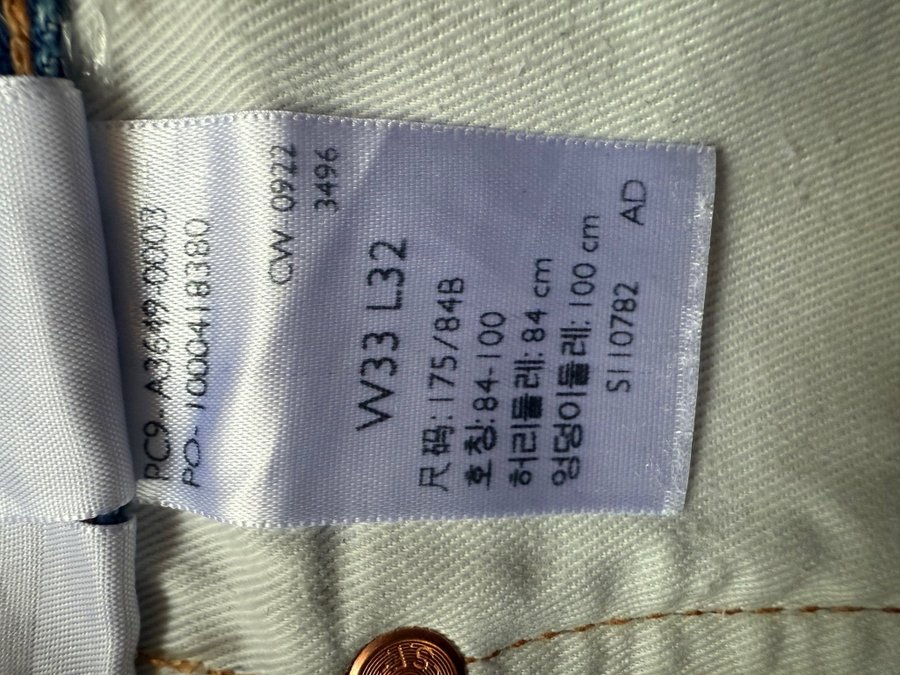 PC9- A3649-0003
PO- 1000418380
CW 0922
3496
W33 L32
尺码: 175/84B
호칭: 84-100
허리둘레: 84 cm
엉덩이둘레: 100 cm
S110782 AD